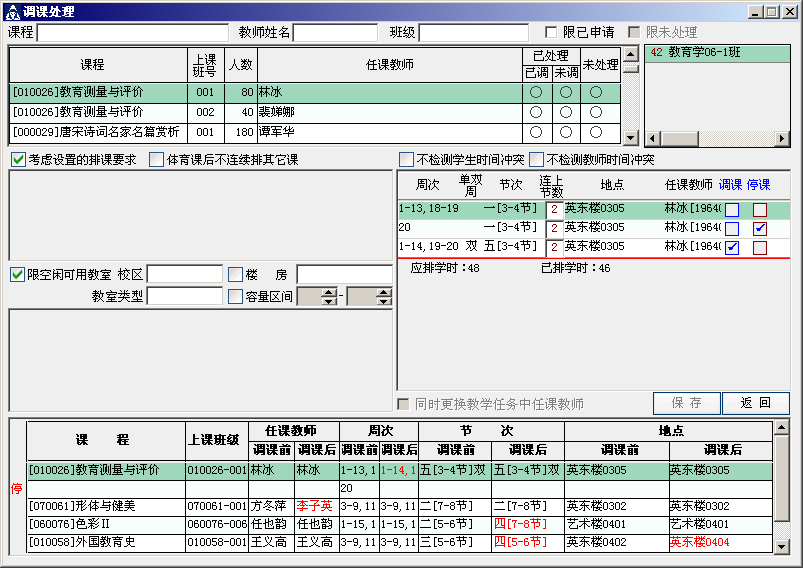 调课处理
课程 教师姓名 班级 限已申请 限未处理
课程 上课班号 人数 任课教师 已处理 未处理
已调 未调
[010026]教育测量与评价 001 80 林冰
[010026]教育测量与评价 002 40 裴娣娜
[000029]唐宋诗词名家名篇赏析 001 180 谭军华
42 教育学06-1班
考虑设置的排课要求 体育课后不连续排其它课
不检测学生时间冲突 不检测教师时间冲突
周次 单双周 节次 连上节数 地点 任课教师 调课 停课
1-13,18-19 一[3-4节] 2 英东楼0305 林冰[1964(
20 一[3-4节] 2 英东楼0305 林冰[1964(
1-14,19-20 双 五[3-4节] 2 英东楼0305 林冰[1964(
应排学时:48 已排学时:46
限空闲可用教室 校区 楼 房
教室类型 容量区间 -
同时更换教学任务中任课教师 保 存 返 回
课 程 上课班级 任课教师 周次 节 次 地点
调课前 调课后 调课前 调课后 调课前 调课后 调课前 调课后
停
[010026]教育测量与评价 010026-001 林冰 林冰 1-13,1 1-14,1 五[3-4节]双 五[3-4节]双 英东楼0305 英东楼0305
20
[070061]形体与健美 070061-001 方冬萍 李子英 3-9,11 3-9,11 二[7-8节] 二[7-8节] 英东楼0302 英东楼0302
[060076]色彩Ⅱ 060076-006 任也韵 任也韵 1-15,1 1-15,1 二[5-6节] 四[7-8节] 艺术楼0401 艺术楼0401
[010058]外国教育史 010058-001 王义高 王义高 3-9,11 3-9,11 三[5-6节] 四[5-6节] 英东楼0402 英东楼0404